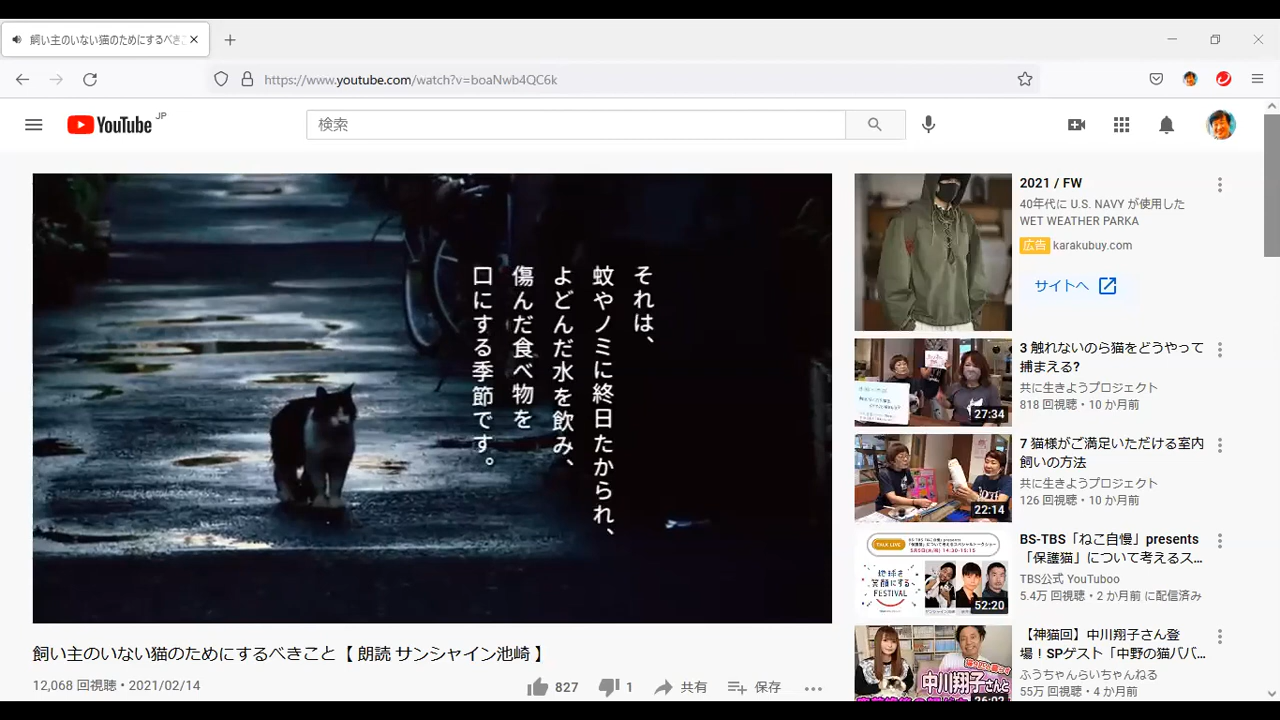 飼い主のいない猫のためにするべきこ
https://www.youtube.com/watch?v=boaNwb4QC6k
YouTube JP
検索
それは、
蚊やノミに終日たかられ、
よどんだ水を飲み、
傷んだ食べ物を
口にする季節です。
飼い主のいない猫のためにするべきこと【 朗読 サンシャイン池崎 】
12,068 回視聴・2021/02/14
827
1
共有
保存
2021 / FW
40年代に U.S. NAVY が使用した
WET WEATHER PARKA
広告 karakubuy.com
サイトへ
27:34
3 触れないのら猫をどうやって
捕まえる?
共に生きようプロジェクト
818 回視聴・10 か月前
22:14
7 猫様がご満足いただける室内
飼いの方法
共に生きようプロジェクト
126 回視聴・10 か月前
TALK LIVE!
地球を
笑顔にする
FESTIVAL
52:20
BS-TBS「ねこ自慢」presents
「保護猫」について考えるス...
TBS公式 YouTuboo
5.4万 回視聴・2 か月前 に配信済み
中川翔子さんと
26:02
【神猫回】中川翔子さん登
場！SPゲスト「中野の猫ババ...
ふうちゃんらいちゃんねる
55万 回視聴・4 か月前